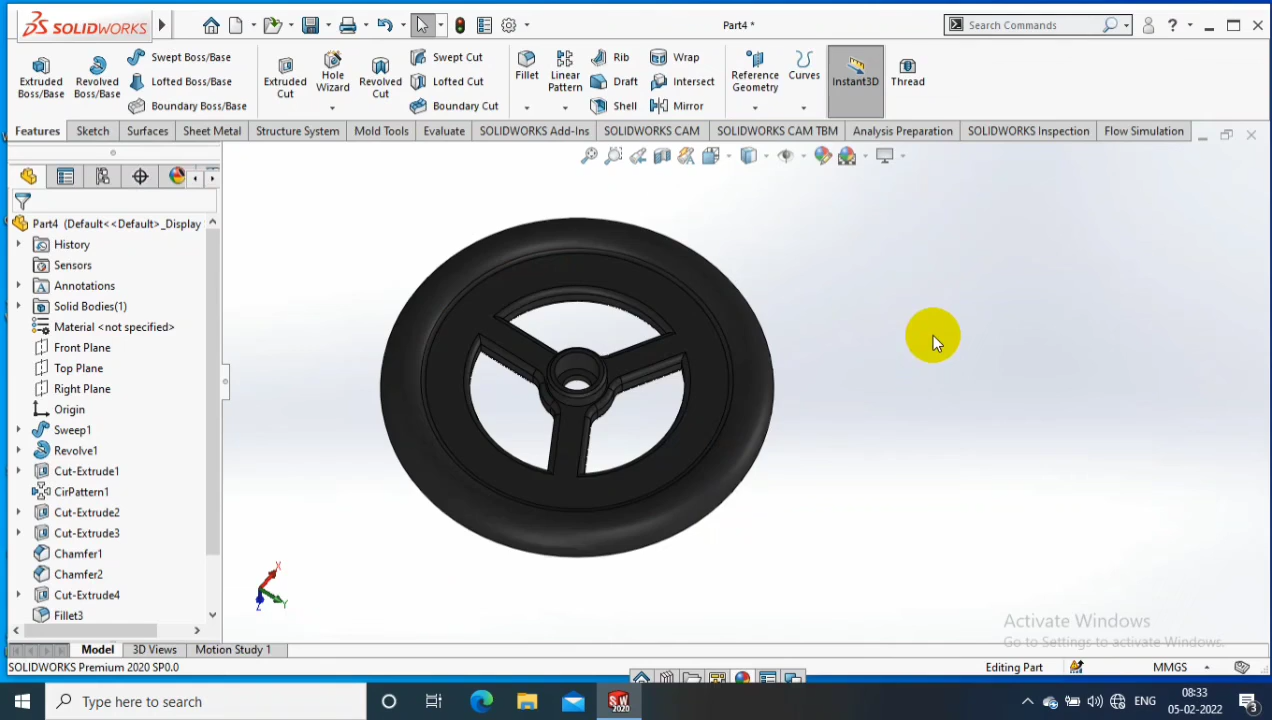 SOLIDWORKS
Part4 *
Search Commands
Extruded Boss/Base
Revolved Boss/Base
Swept Boss/Base
Lofted Boss/Base
Boundary Boss/Base
Extruded Cut
Hole Wizard
Revolved Cut
Swept Cut
Lofted Cut
Boundary Cut
Fillet
Linear Pattern
Rib
Draft
Shell
Wrap
Intersect
Mirror
Reference Geometry
Curves
Instant3D
Thread
Features Sketch Surfaces Sheet Metal Structure System Mold Tools Evaluate SOLIDWORKS Add-Ins SOLIDWORKS CAM SOLIDWORKS CAM TBM Analysis Preparation SOLIDWORKS Inspection Flow Simulation
Part4 (Default<<Default>_Display
History
Sensors
Annotations
Solid Bodies(1)
Material <not specified>
Front Plane
Top Plane
Right Plane
Origin
Sweep1
Revolve1
Cut-Extrude1
CirPattern1
Cut-Extrude2
Cut-Extrude3
Chamfer1
Chamfer2
Cut-Extrude4
Fillet3
X
Y
Z
Activate Windows
Go to Settings to activate Windows.
Model 3D Views Motion Study 1
SOLIDWORKS Premium 2020 SP0.0
Editing Part
MMGS
Type here to search
SW
2020
ENG
08:33
05-02-2022
3